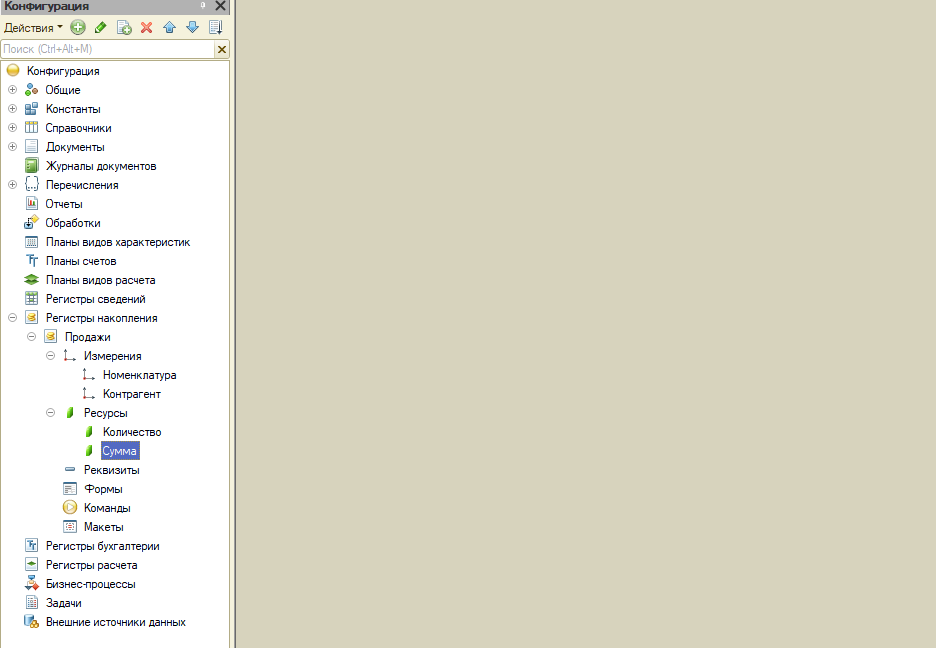 Конфигурация
Действия
Поиск (Ctrl+Alt+M)
Конфигурация
Общие
Константы
Справочники
Документы
Журналы документов
Перечисления
Отчеты
Обработки
Планы видов характеристик
Планы счетов
Планы видов расчета
Регистры сведений
Регистры накопления
Продажи
Измерения
Номенклатура
Контрагент
Ресурсы
Количество
Сумма
Реквизиты
Формы
Команды
Макеты
Регистры бухгалтерии
Регистры расчета
Бизнес-процессы
Задачи
Внешние источники данных